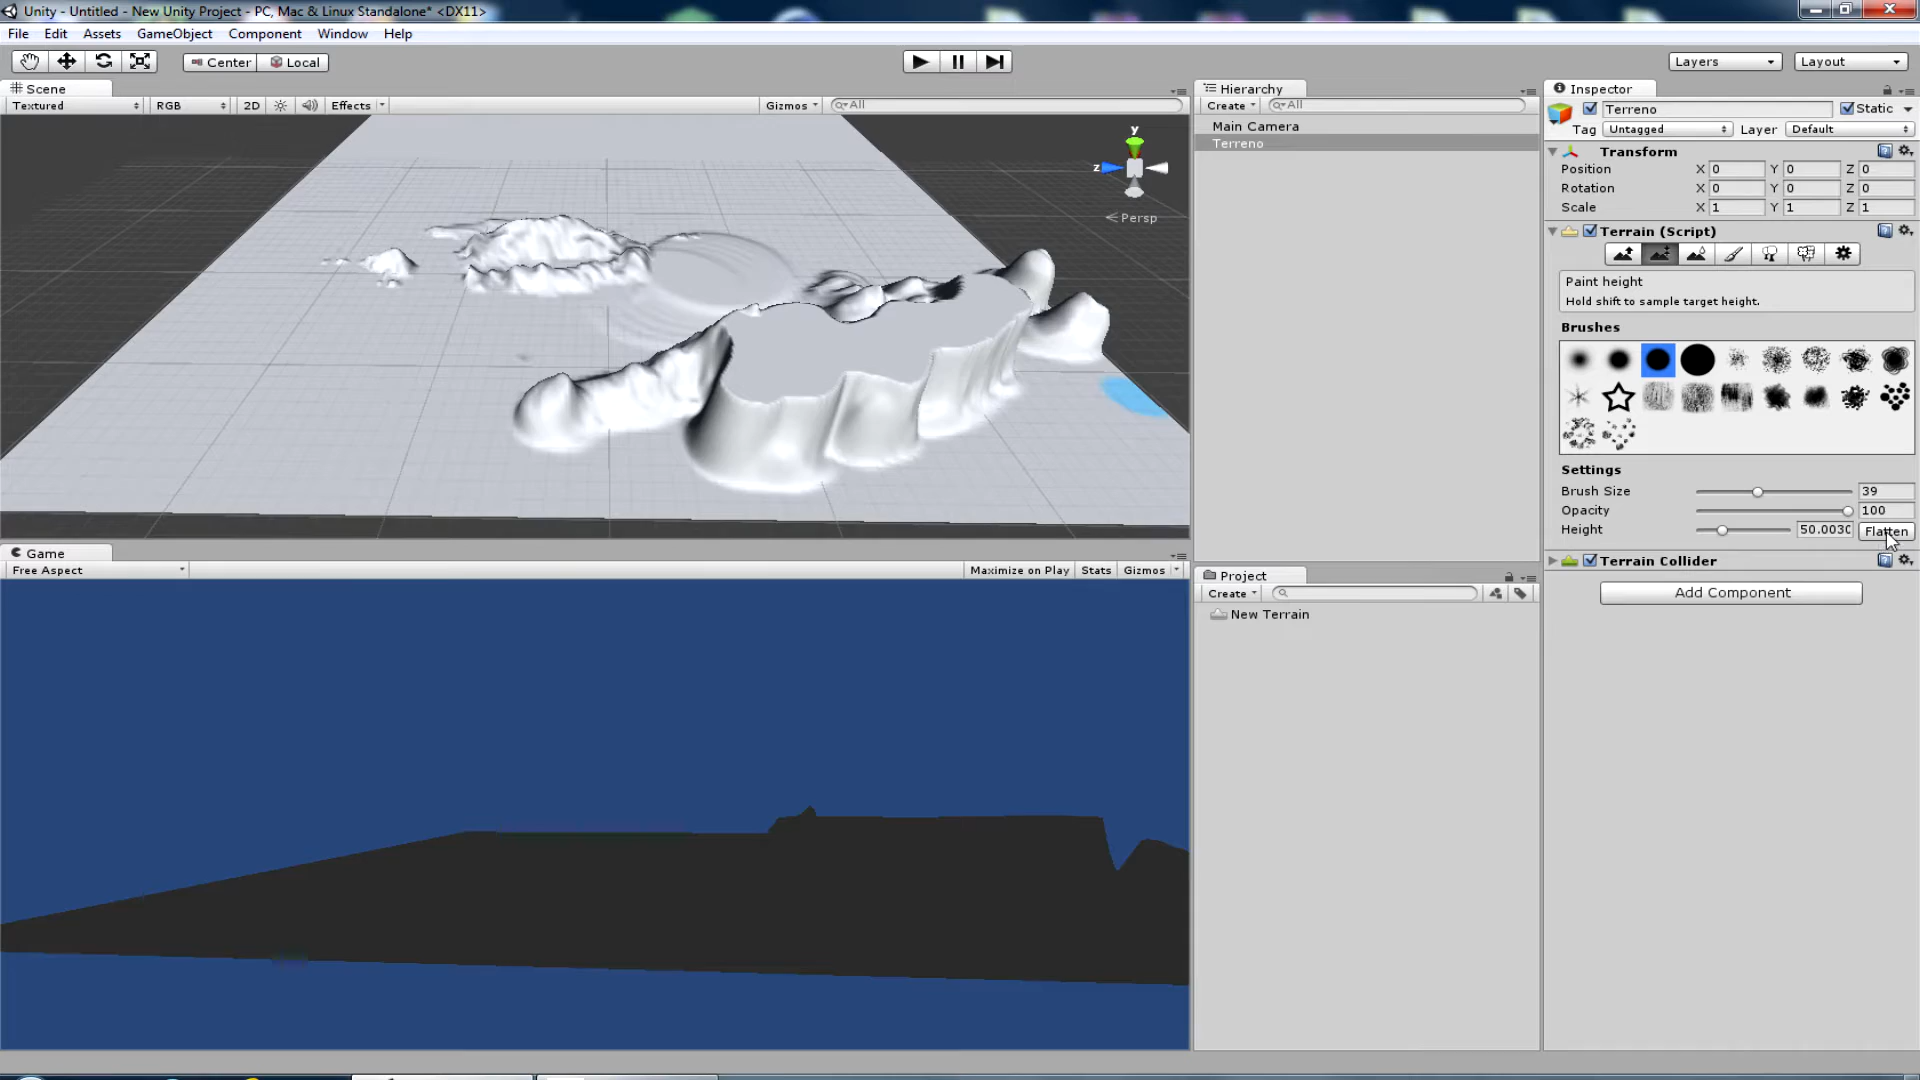 Unity - Untitled - New Unity Project - PC, Mac & Linux Standalone* <DX11>
File Edit Assets GameObject Component Window Help
Center Local Layers Layout
Scene
Textured RGB 2D Effects Gizmos All
y
z
Persp
Game
Free Aspect Maximize on Play Stats Gizmos
Hierarchy
Create All
Main Camera
Terreno
Project
Create
New Terrain
Inspector
Terreno Static
Tag Untagged Layer Default
Transform
Position X 0 Y 0 Z 0
Rotation X 0 Y 0 Z 0
Scale X 1 Y 1 Z 1
Terrain (Script)
Paint height
Hold shift to sample target height.
Brushes
Settings
Brush Size 39
Opacity 100
Height 50.0030 Flatten
Terrain Collider
Add Component